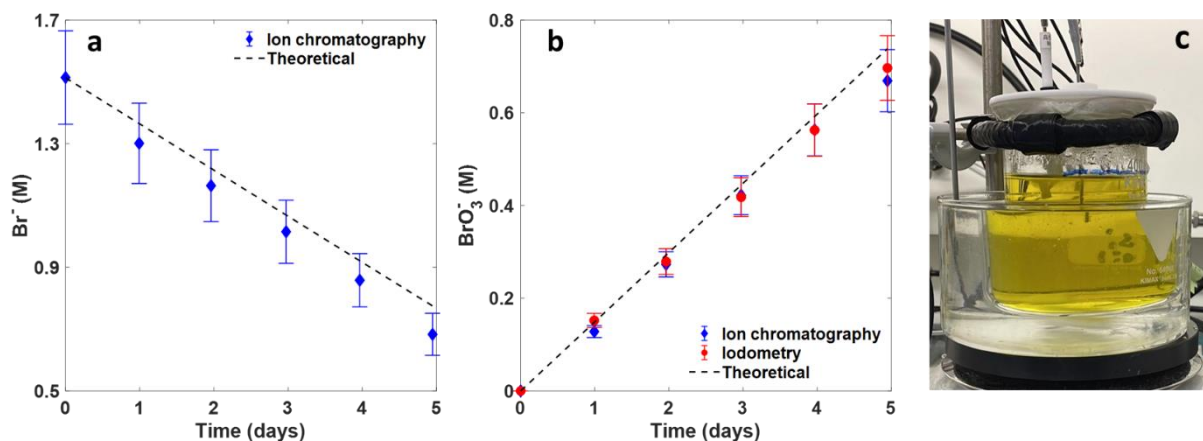 a
Ion chromatography
Theoretical
Br⁻ (M)
1.7
1.3
0.9
0.5
0 1 2 3 4 5
Time (days)
b
BrO₃⁻ (M)
0.8
0.6
0.4
0.2
0
Ion chromatography
Iodometry
Theoretical
0 1 2 3 4 5
Time (days)
c